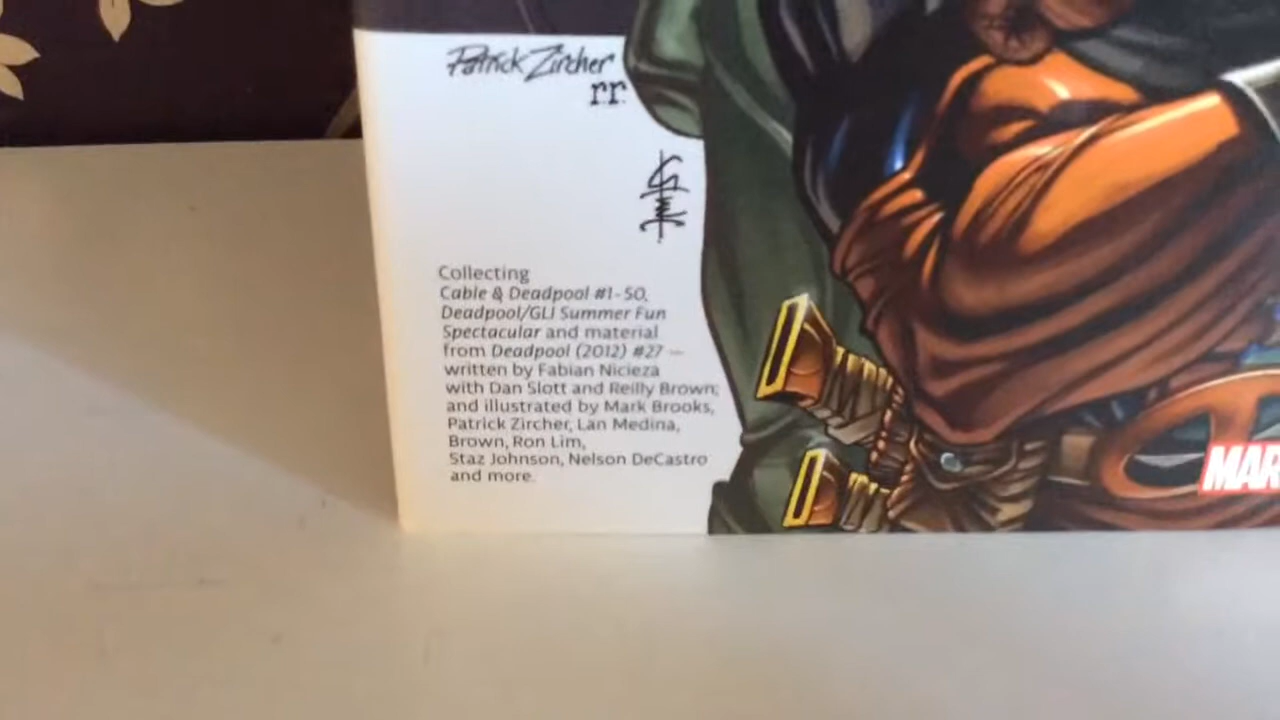 Patrick Zircher
r.r.
Collecting
Cable & Deadpool #1-50,
Deadpool/GLI Summer Fun
Spectacular and material
from Deadpool (2012) #27 —
written by Fabian Nicieza
with Dan Slott and Reilly Brown;
and illustrated by Mark Brooks,
Patrick Zircher, Lan Medina,
Brown, Ron Lim,
Staz Johnson, Nelson DeCastro
and more.
MAR